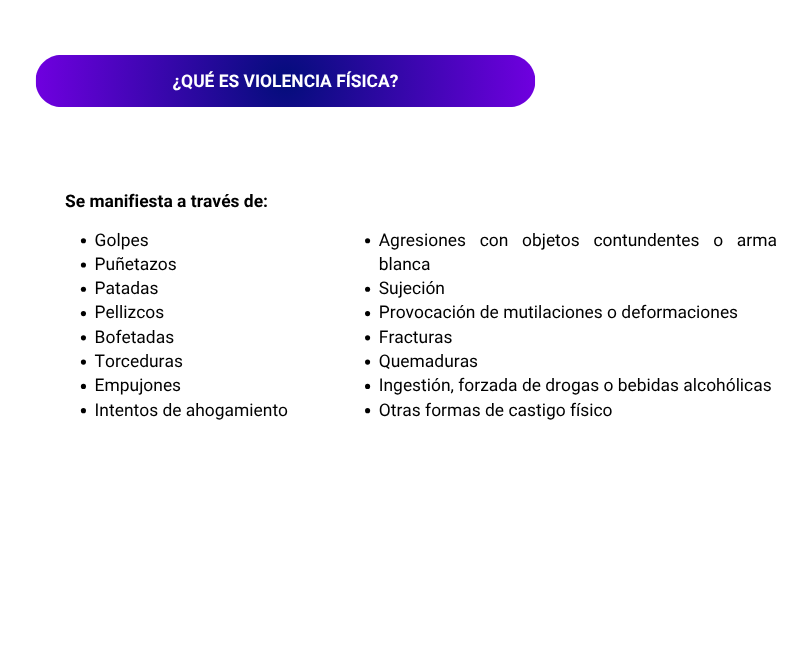 ¿QUÉ ES VIOLENCIA FÍSICA?
Se manifiesta a través de:
• Golpes
• Puñetazos
• Patadas
• Pellizcos
• Bofetadas
• Torceduras
• Empujones
• Intentos de ahogamiento
• Agresiones con objetos contundentes o arma
blanca
• Sujeción
• Provocación de mutilaciones o deformaciones
• Fracturas
• Quemaduras
• Ingestión, forzada de drogas o bebidas alcohólicas
• Otras formas de castigo físico